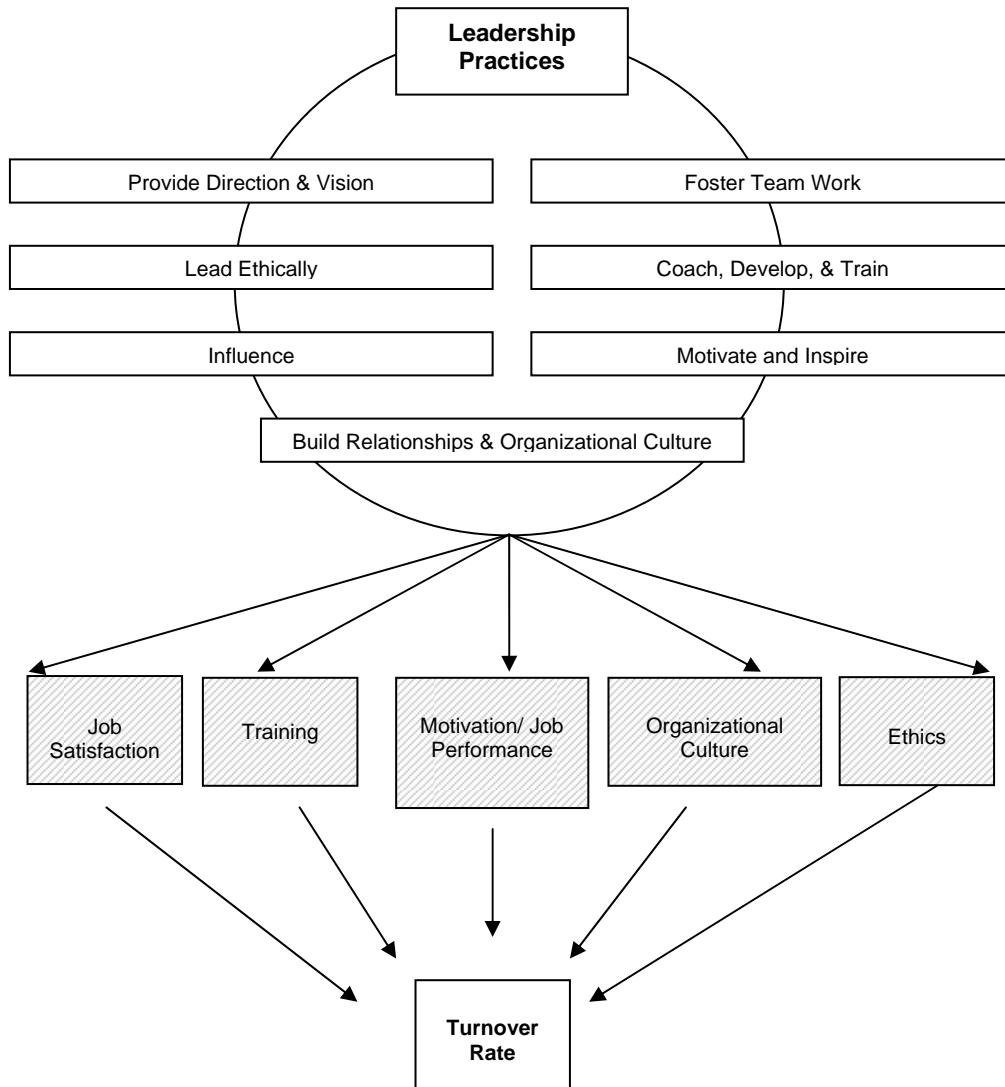 Leadership
Practices
Provide Direction & Vision
Foster Team Work
Lead Ethically
Coach, Develop, & Train
Influence
Motivate and Inspire
Build Relationships & Organizational Culture
Job
Satisfaction
Training
Motivation/ Job
Performance
Organizational
Culture
Ethics
Turnover
Rate